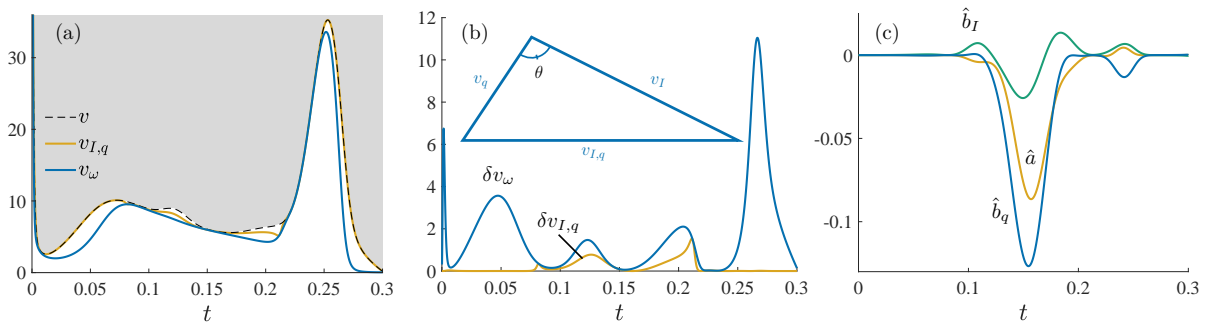 (a)
30
20
10
0
v
v_{I,q}
v_ω
0
0.05
0.1
0.15
0.2
0.25
0.3
t
(b)
12
10
8
6
4
2
0
v_q
θ
v_I
v_{I,q}
δv_ω
δv_{I,q}
0
0.05
0.1
0.15
0.2
0.25
0.3
t
(c)
0
-0.05
-0.1
b̂_I
â
b̂_q
0
0.1
0.2
0.3
t